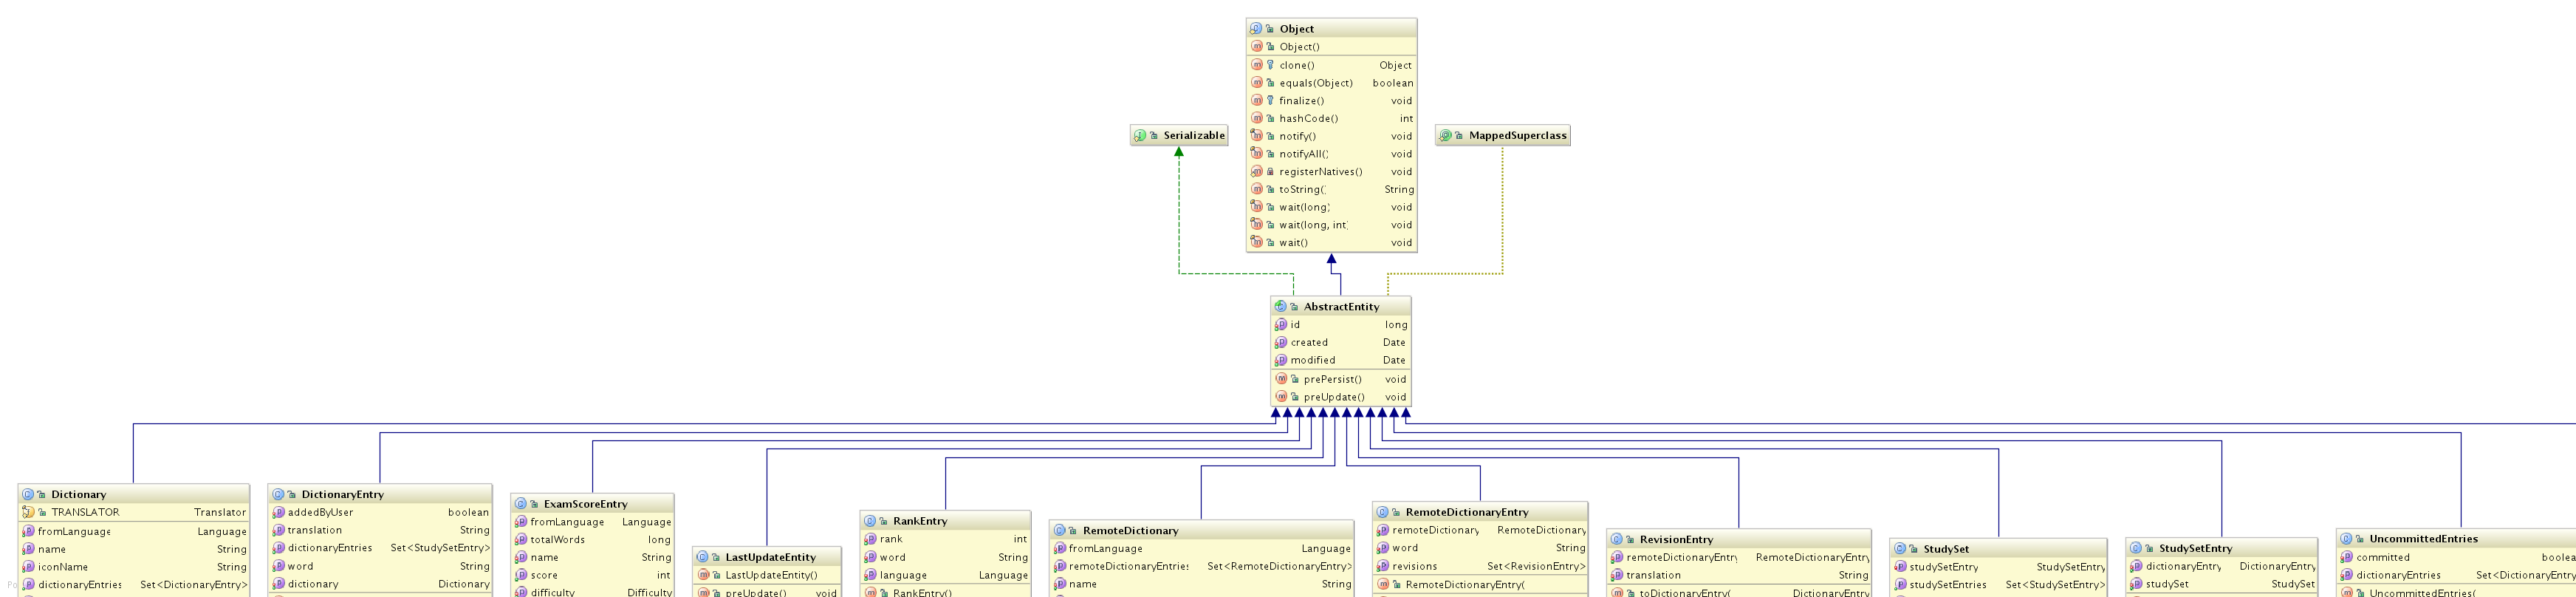 Object
Object()
clone() Object
equals(Object) boolean
finalize() void
hashCode() int
notify() void
notifyAll() void
registerNatives() void
toString() String
wait(long) void
wait(long, int) void
wait() void
Serializable
MappedSuperclass
AbstractEntity
id long
created Date
modified Date
prePersist() void
preUpdate() void
Dictionary
TRANSLATOR Translator
fromLanguage Language
name String
iconName String
dictionaryEntries Set<DictionaryEntry>
DictionaryEntry
addedByUser boolean
translation String
dictionaryEntries Set<StudySetEntry>
word String
dictionary Dictionary
ExamScoreEntry
fromLanguage Language
totalWords long
name String
score int
difficulty Difficulty
LastUpdateEntity
LastUpdateEntity()
preUpdate() void
RankEntry
rank int
word String
language Language
RankEntry()
RemoteDictionary
fromLanguage Language
remoteDictionaryEntries Set<RemoteDictionaryEntry>
name String
RemoteDictionaryEntry
remoteDictionary RemoteDictionary
word String
revisions Set<RevisionEntry>
RemoteDictionaryEntry(
RevisionEntry
remoteDictionaryEntry RemoteDictionaryEntry
translation String
toDictionaryEntry( DictionaryEntry
StudySet
studySetEntry StudySetEntry
studySetEntries Set<StudySetEntry>
StudySetEntry
dictionaryEntry DictionaryEntry
studySet StudySet
UncommittedEntries
committed boolea
dictionaryEntries Set<DictionaryEntry
UncommittedEntries(